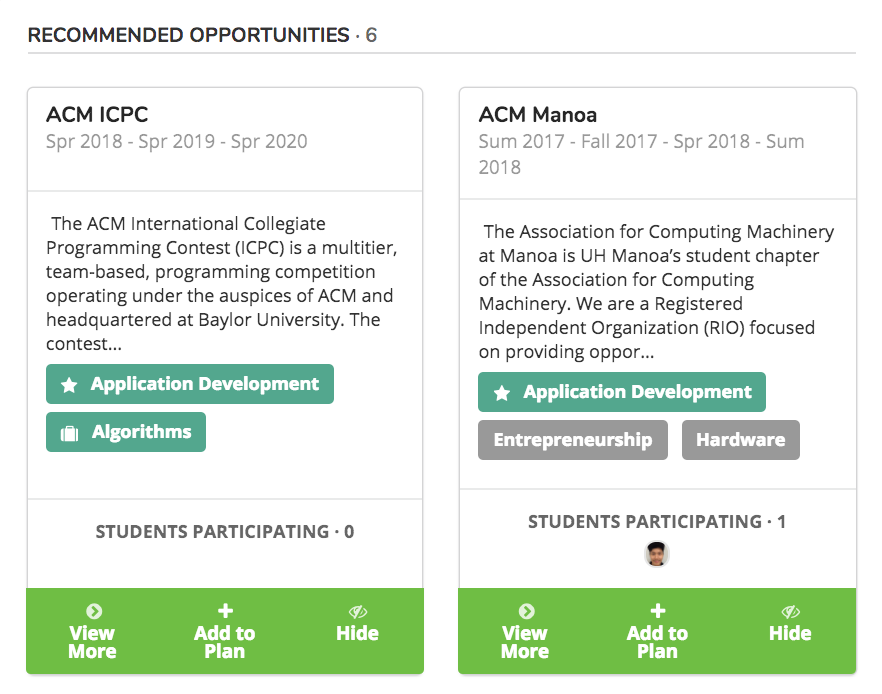 RECOMMENDED OPPORTUNITIES · 6
ACM ICPC
Spr 2018 - Spr 2019 - Spr 2020
The ACM International Collegiate
Programming Contest (ICPC) is a multitier,
team-based, programming competition
operating under the auspices of ACM and
headquartered at Baylor University. The
contest...
Application Development
Algorithms
STUDENTS PARTICIPATING · 0
View
More
Add to
Plan
Hide
ACM Manoa
Sum 2017 - Fall 2017 - Spr 2018 - Sum
2018
The Association for Computing Machinery
at Manoa is UH Manoa’s student chapter
of the Association for Computing
Machinery. We are a Registered
Independent Organization (RIO) focused
on providing oppor...
Application Development
Entrepreneurship Hardware
STUDENTS PARTICIPATING · 1
View
More
Add to
Plan
Hide